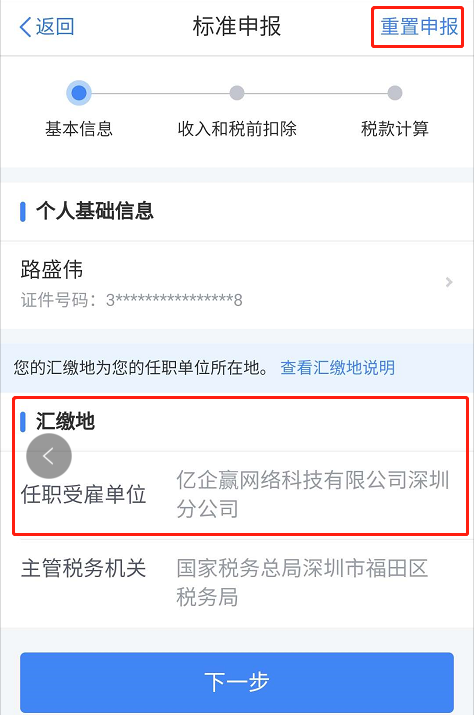 返回 标准申报 重置申报
基本信息 收入和税前扣除 税款计算
个人基础信息
路盛伟
证件号码：3****************8
您的汇缴地为您的任职单位所在地。 查看汇缴地说明
汇缴地
任职受雇单位 亿企赢网络科技有限公司深圳
分公司
主管税务机关 国家税务总局深圳市福田区
税务局
下一步